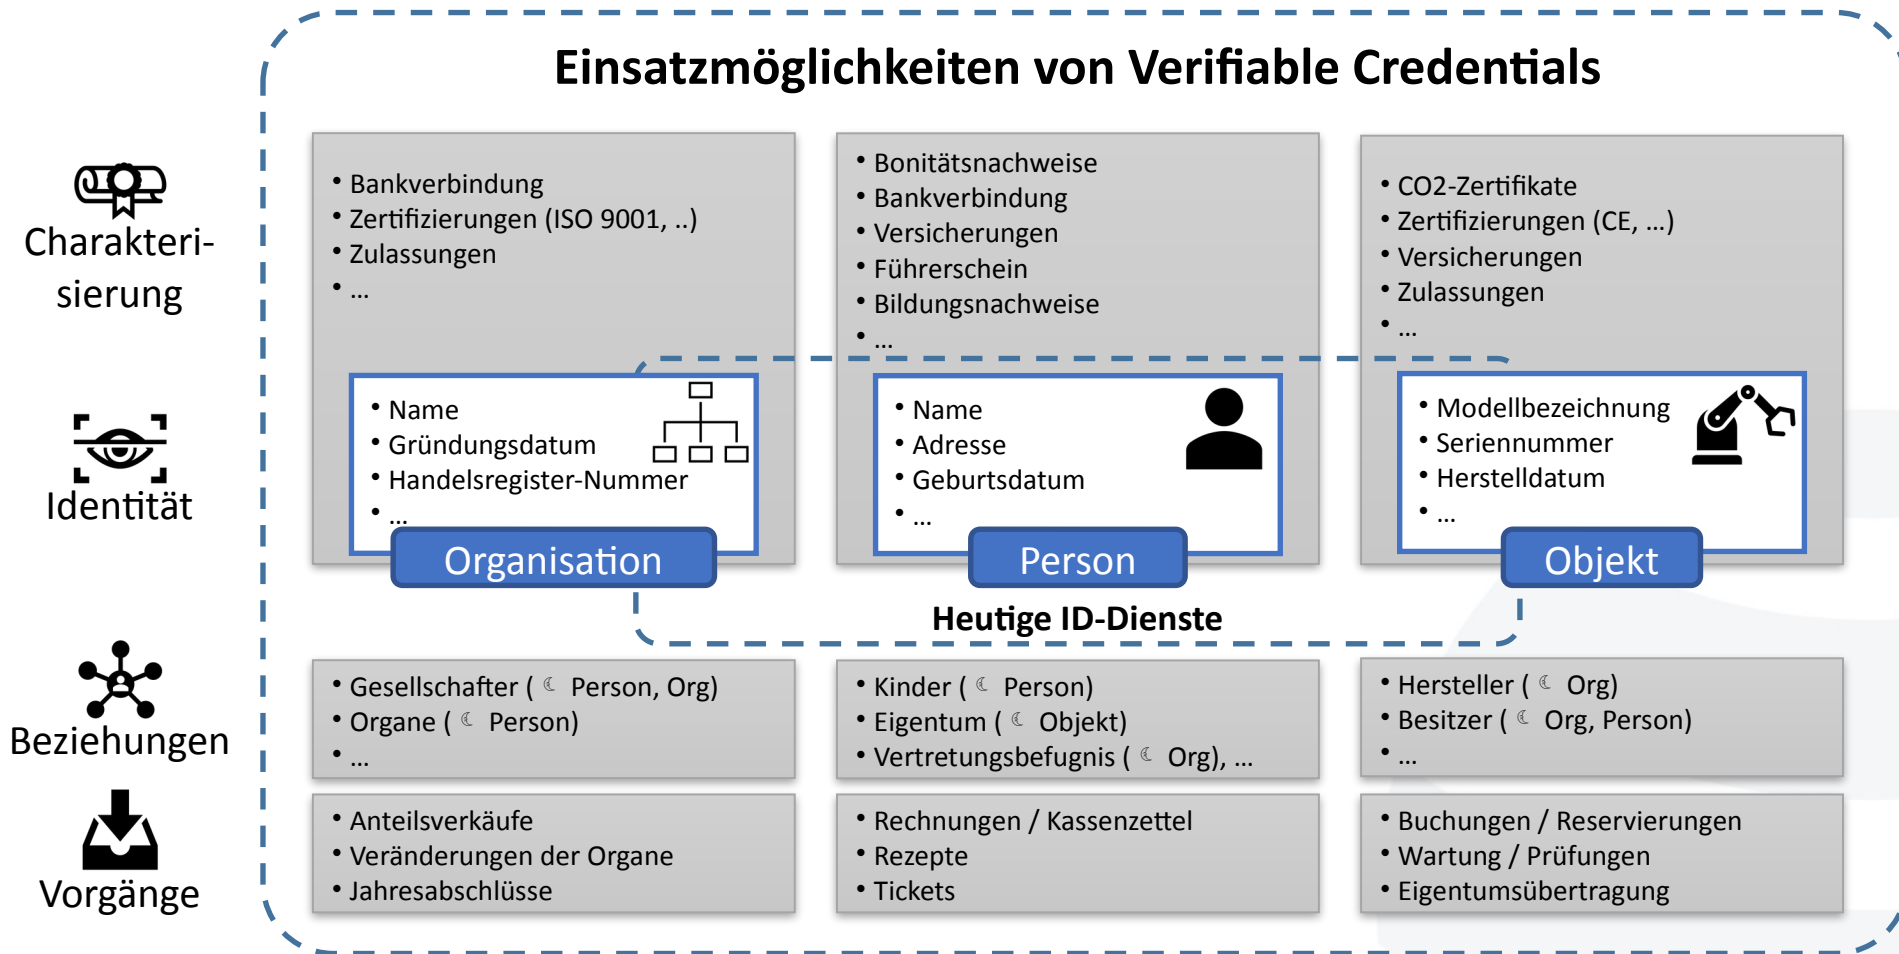 Einsatzmöglichkeiten von Verifiable Credentials
Charakteri-
sierung
• Bankverbindung
• Zertifizierungen (ISO 9001, ..)
• Zulassungen
• ...
• Bonitätsnachweise
• Bankverbindung
• Versicherungen
• Führerschein
• Bildungsnachweise
• ...
• CO2-Zertifikate
• Zertifizierungen (CE, ...)
• Versicherungen
• Zulassungen
• ...
Identität
• Name
• Gründungsdatum
• Handelsregister-Nummer
• ...
Organisation
• Name
• Adresse
• Geburtsdatum
• ...
Person
• Modellbezeichnung
• Seriennummer
• Herstelldatum
• ...
Objekt
Heutige ID-Dienste
Beziehungen
• Gesellschafter ( ☾ Person, Org)
• Organe ( ☾ Person)
• ...
• Kinder ( ☾ Person)
• Eigentum ( ☾ Objekt)
• Vertretungsbefugnis ( ☾ Org), ...
• Hersteller ( ☾ Org)
• Besitzer ( ☾ Org, Person)
• ...
Vorgänge
• Anteilsverkäufe
• Veränderungen der Organe
• Jahresabschlüsse
• Rechnungen / Kassenzettel
• Rezepte
• Tickets
• Buchungen / Reservierungen
• Wartung / Prüfungen
• Eigentumsübertragung